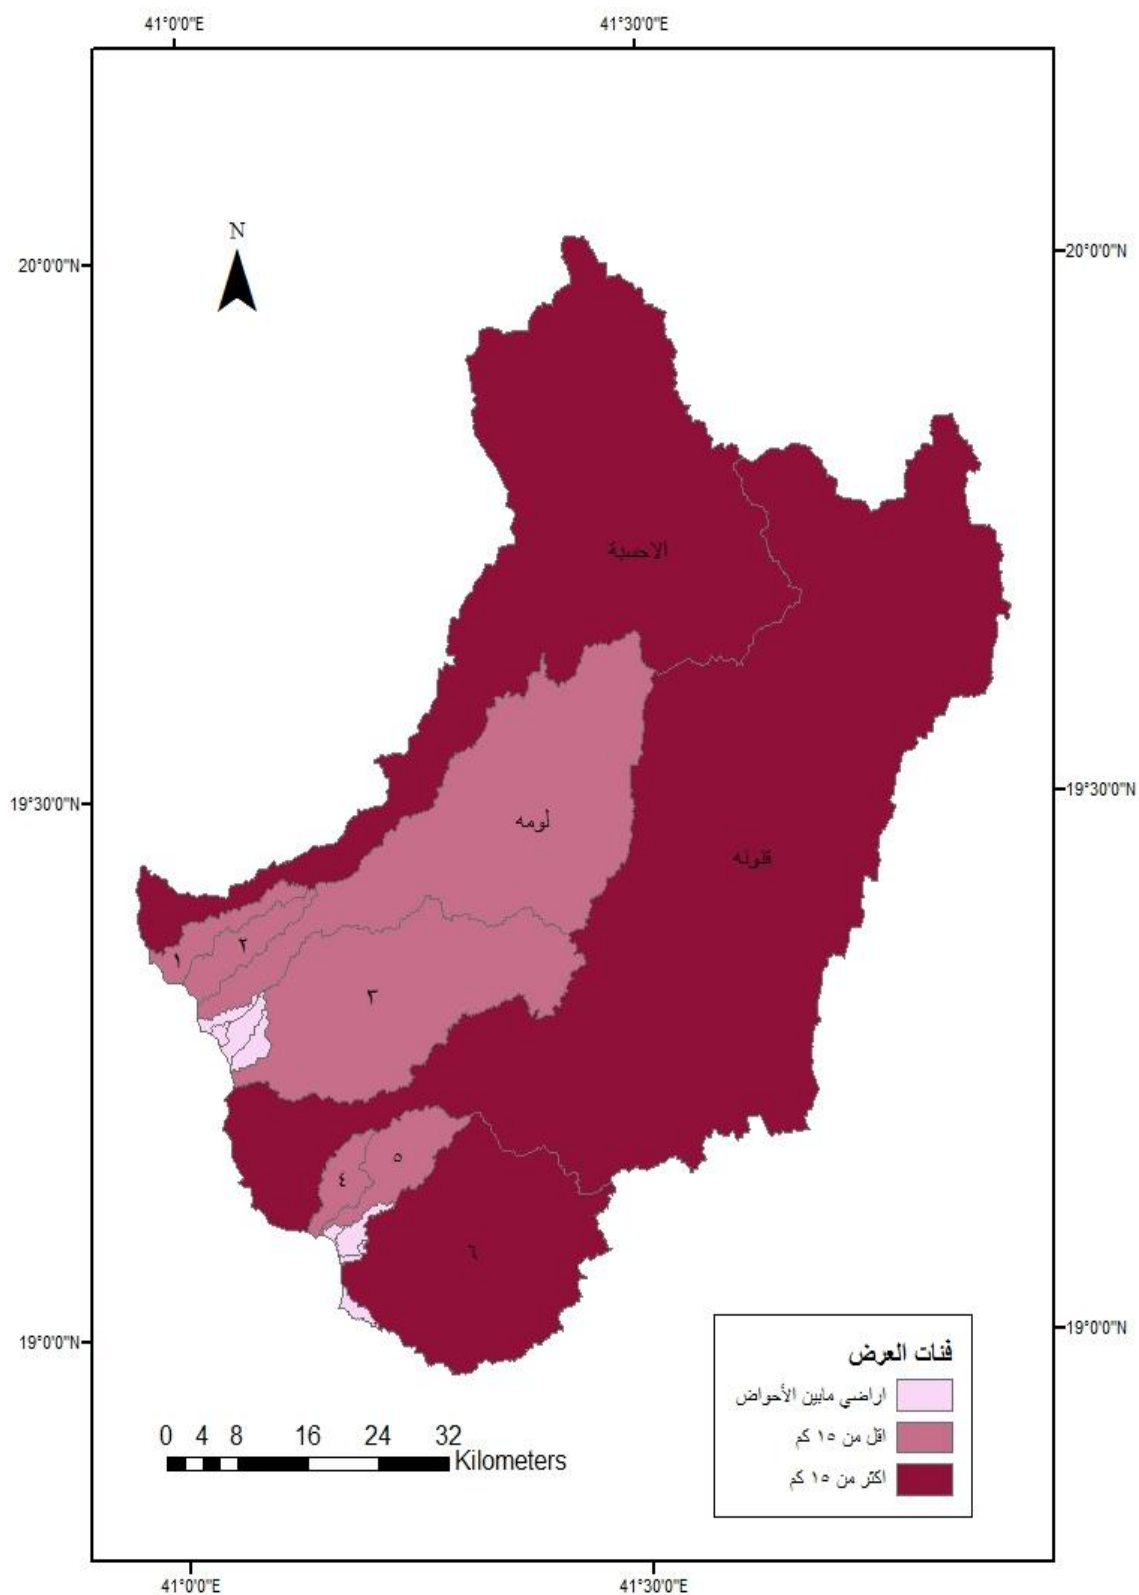 41°0'0"E 41°30'0"E
N
20°0'0"N 20°0'0"N
الاحسبة
19°30'0"N 19°30'0"N
لومه
قنونه
٢
١
٣
٥
٤
٦
19°0'0"N 19°0'0"N
فئات العرض
اراضي مابين الأحواض
اقل من ١٥ كم
اكثر من ١٥ كم
0 4 8 16 24 32
Kilometers
41°0'0"E 41°30'0"E